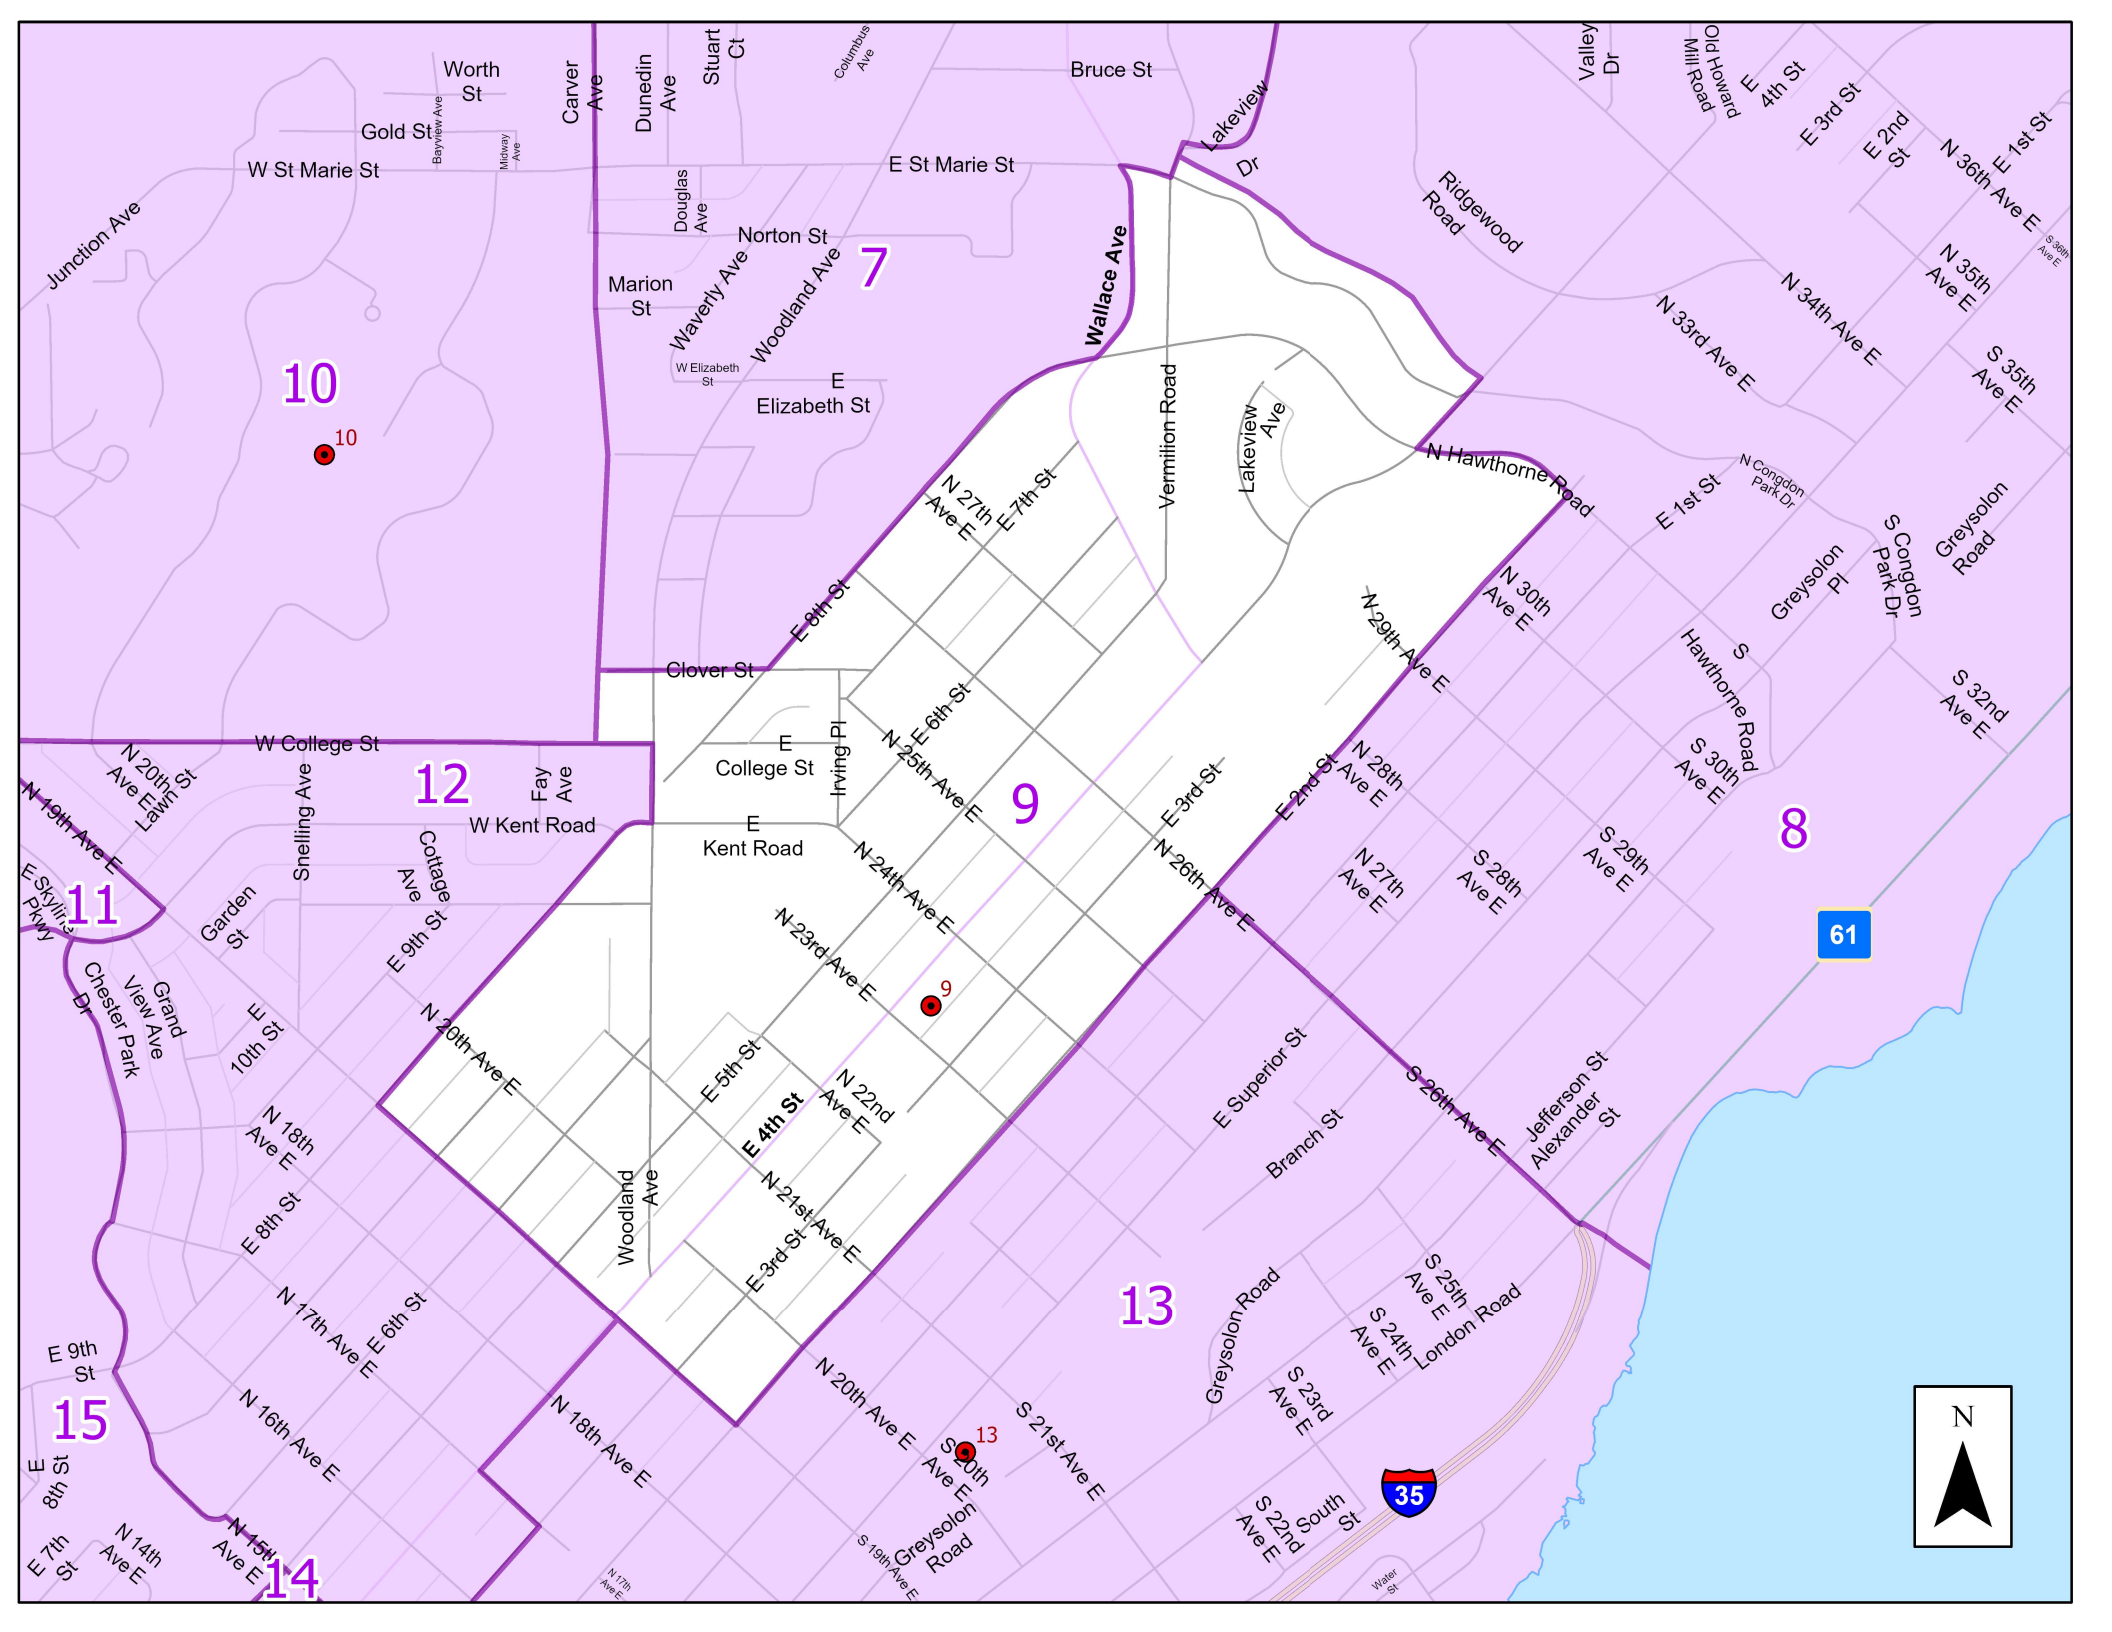 Worth
St
Gold St
Bayview Ave
Midway
Ave
Carver
Ave
Dunedin
Ave
Stuart
Ct
Columbus
Ave
Bruce St
Lakeview
Dr
Valley
Dr
Old Howard
Mill Road
E
4th St
E 3rd St
E 2nd
St
N 36th Ave E
E 1st St
S 36th
Ave E
W St Marie St
E St Marie St
Junction Ave
Douglas
Ave
Norton St
Marion
St
Waverly Ave
Woodland Ave
7
Wallace Ave
Ridgewood
Road
N 35th
Ave E
N 34th Ave E
N 33rd Ave E
S 35th
Ave E
W Elizabeth
St
E
Elizabeth St
10
10
Vermilion Road
Lakeview
Ave
N Hawthorne Road
N Congdon
Park Dr
E 1st St
Greysolon
Road
S Congdon
Park Dr
Greysolon
Pl
N 27th
Ave E
E 7th St
E 8th St
N 30th
Ave E
N 29th Ave E
S
Hawthorne Road
S 32nd
Ave E
Clover St
E 6th St
Irving Pl
E
College St
N 25th Ave E
9
E 3rd St
E 2nd St
N 28th
Ave E
S 30th
Ave E
8
W College St
N 20th
Ave E
Lawn St
N 19th Ave E
12
Snelling Ave
Fay
Ave
W Kent Road
Cottage
Ave
E
Kent Road
N 24th Ave E
N 26th Ave E
N 27th
Ave E
S 28th
Ave E
S 29th
Ave E
61
E Skyline
Pkwy
11
Garden
St
E 9th St
N 23rd Ave E
9
Chester Park
Dr
Grand
View Ave
E
10th St
N 20th Ave E
E 5th St
N 22nd
Ave E
E 4th St
E Superior St
Branch St
S 26th Ave E
Jefferson St
Alexander
St
N 18th
Ave E
E 8th St
Woodland
Ave
N 21st Ave E
E 3rd St
N 17th Ave E
E 6th St
13
Greysolon Road
S 25th
Ave E
S 24th
Ave E
London Road
E 9th
St
15
N 16th Ave E
N 18th Ave E
N 20th Ave E
S 23rd
Ave E
S 21st Ave E
13
S 20th
Ave E
Greysolon
Road
35
N
E
8th St
E 7th
St
N 14th
Ave E
N 15th
Ave E
14
N 17th
Ave E
S 19th Ave E
S 22nd
Ave E
South
St
Water
St